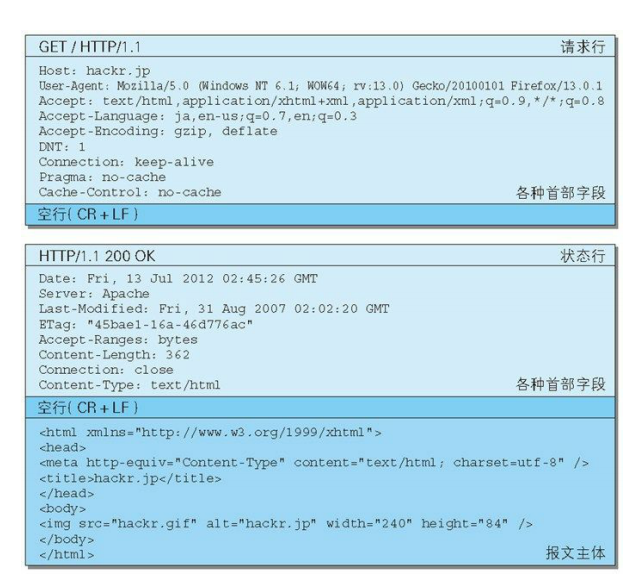 GET / HTTP/1.1 请求行
Host: hackr.jp
User-Agent: Mozilla/5.0 (Windows NT 6.1; WOW64; rv:13.0) Gecko/20100101 Firefox/13.0.1
Accept: text/html,application/xhtml+xml,application/xml;q=0.9,*/*;q=0.8
Accept-Language: ja,en-us;q=0.7,en;q=0.3
Accept-Encoding: gzip, deflate
DNT: 1
Connection: keep-alive
Pragma: no-cache
Cache-Control: no-cache 各种首部字段
空行( CR + LF )
HTTP/1.1 200 OK 状态行
Date: Fri, 13 Jul 2012 02:45:26 GMT
Server: Apache
Last-Modified: Fri, 31 Aug 2007 02:02:20 GMT
ETag: "45bae1-16a-46d776ac"
Accept-Ranges: bytes
Content-Length: 362
Connection: close
Content-Type: text/html 各种首部字段
空行( CR + LF )
<html xmlns="http://www.w3.org/1999/xhtml">
<head>
<meta http-equiv="Content-Type" content="text/html; charset=utf-8" />
<title>hackr.jp</title>
</head>
<body>
<img src="hackr.gif" alt="hackr.jp" width="240" height="84" />
</body>
</html> 报文主体